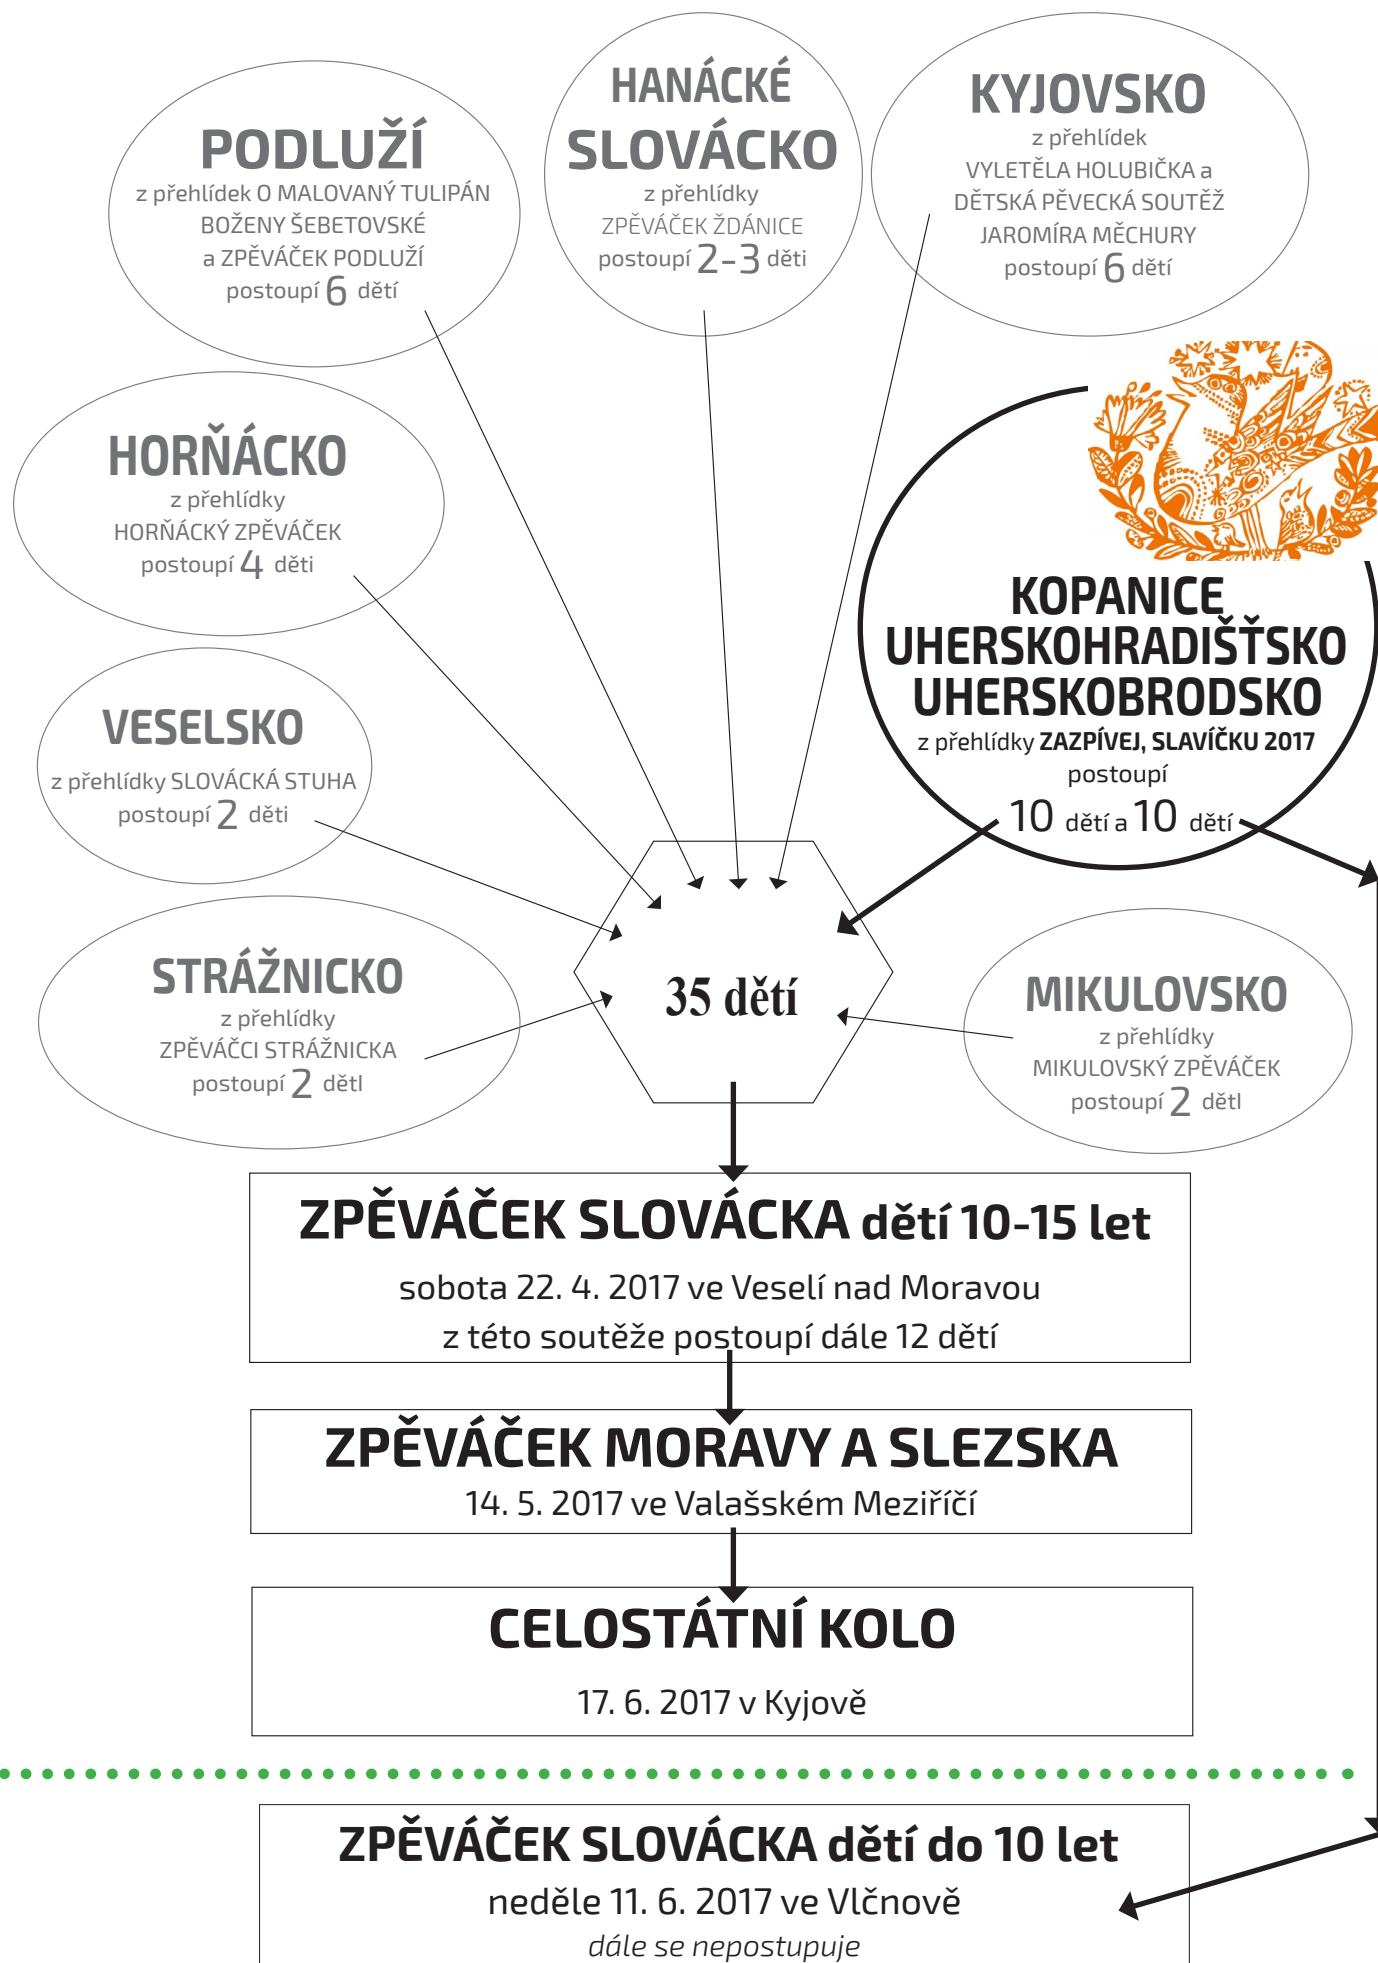 PODLUŽÍ
z přehlídek O MALOVANÝ TULIPÁN
BOŽENY ŠEBETOVSKÉ
a ZPĚVÁČEK PODLUŽÍ
postoupí 6 dětí
HANÁCKÉ
SLOVÁCKO
z přehlídky
ZPĚVÁČEK ŽDÁNICE
postoupí 2-3 děti
KYJOVSKO
z přehlídek
VYLETĚLA HOLUBIČKA a
DĚTSKÁ PĚVECKÁ SOUTĚŽ
JAROMÍRA MĚCHURY
postoupí 6 dětí
HORŇÁCKO
z přehlídky
HORŇÁCKÝ ZPĚVÁČEK
postoupí 4 děti
KOPANICE
UHERSKOHRADIŠŤSKO
UHERSKOBRODSKO
z přehlídky ZAZPÍVEJ, SLAVÍČKU 2017
postoupí
10 dětí a 10 dětí
VESELSKO
z přehlídky SLOVÁCKÁ STUHA
postoupí 2 děti
STRÁŽNICKO
z přehlídky
ZPĚVÁČCI STRÁŽNICKA
postoupí 2 dětI
35 dětí
MIKULOVSKO
z přehlídky
MIKULOVSKÝ ZPĚVÁČEK
postoupí 2 dětI
ZPĚVÁČEK SLOVÁCKA dětí 10-15 let
sobota 22. 4. 2017 ve Veselí nad Moravou
z této soutěže postoupí dále 12 dětí
ZPĚVÁČEK MORAVY A SLEZSKA
14. 5. 2017 ve Valašském Meziříčí
CELOSTÁTNÍ KOLO
17. 6. 2017 v Kyjově
ZPĚVÁČEK SLOVÁCKA dětí do 10 let
neděle 11. 6. 2017 ve Vlčnově
dále se nepostupuje